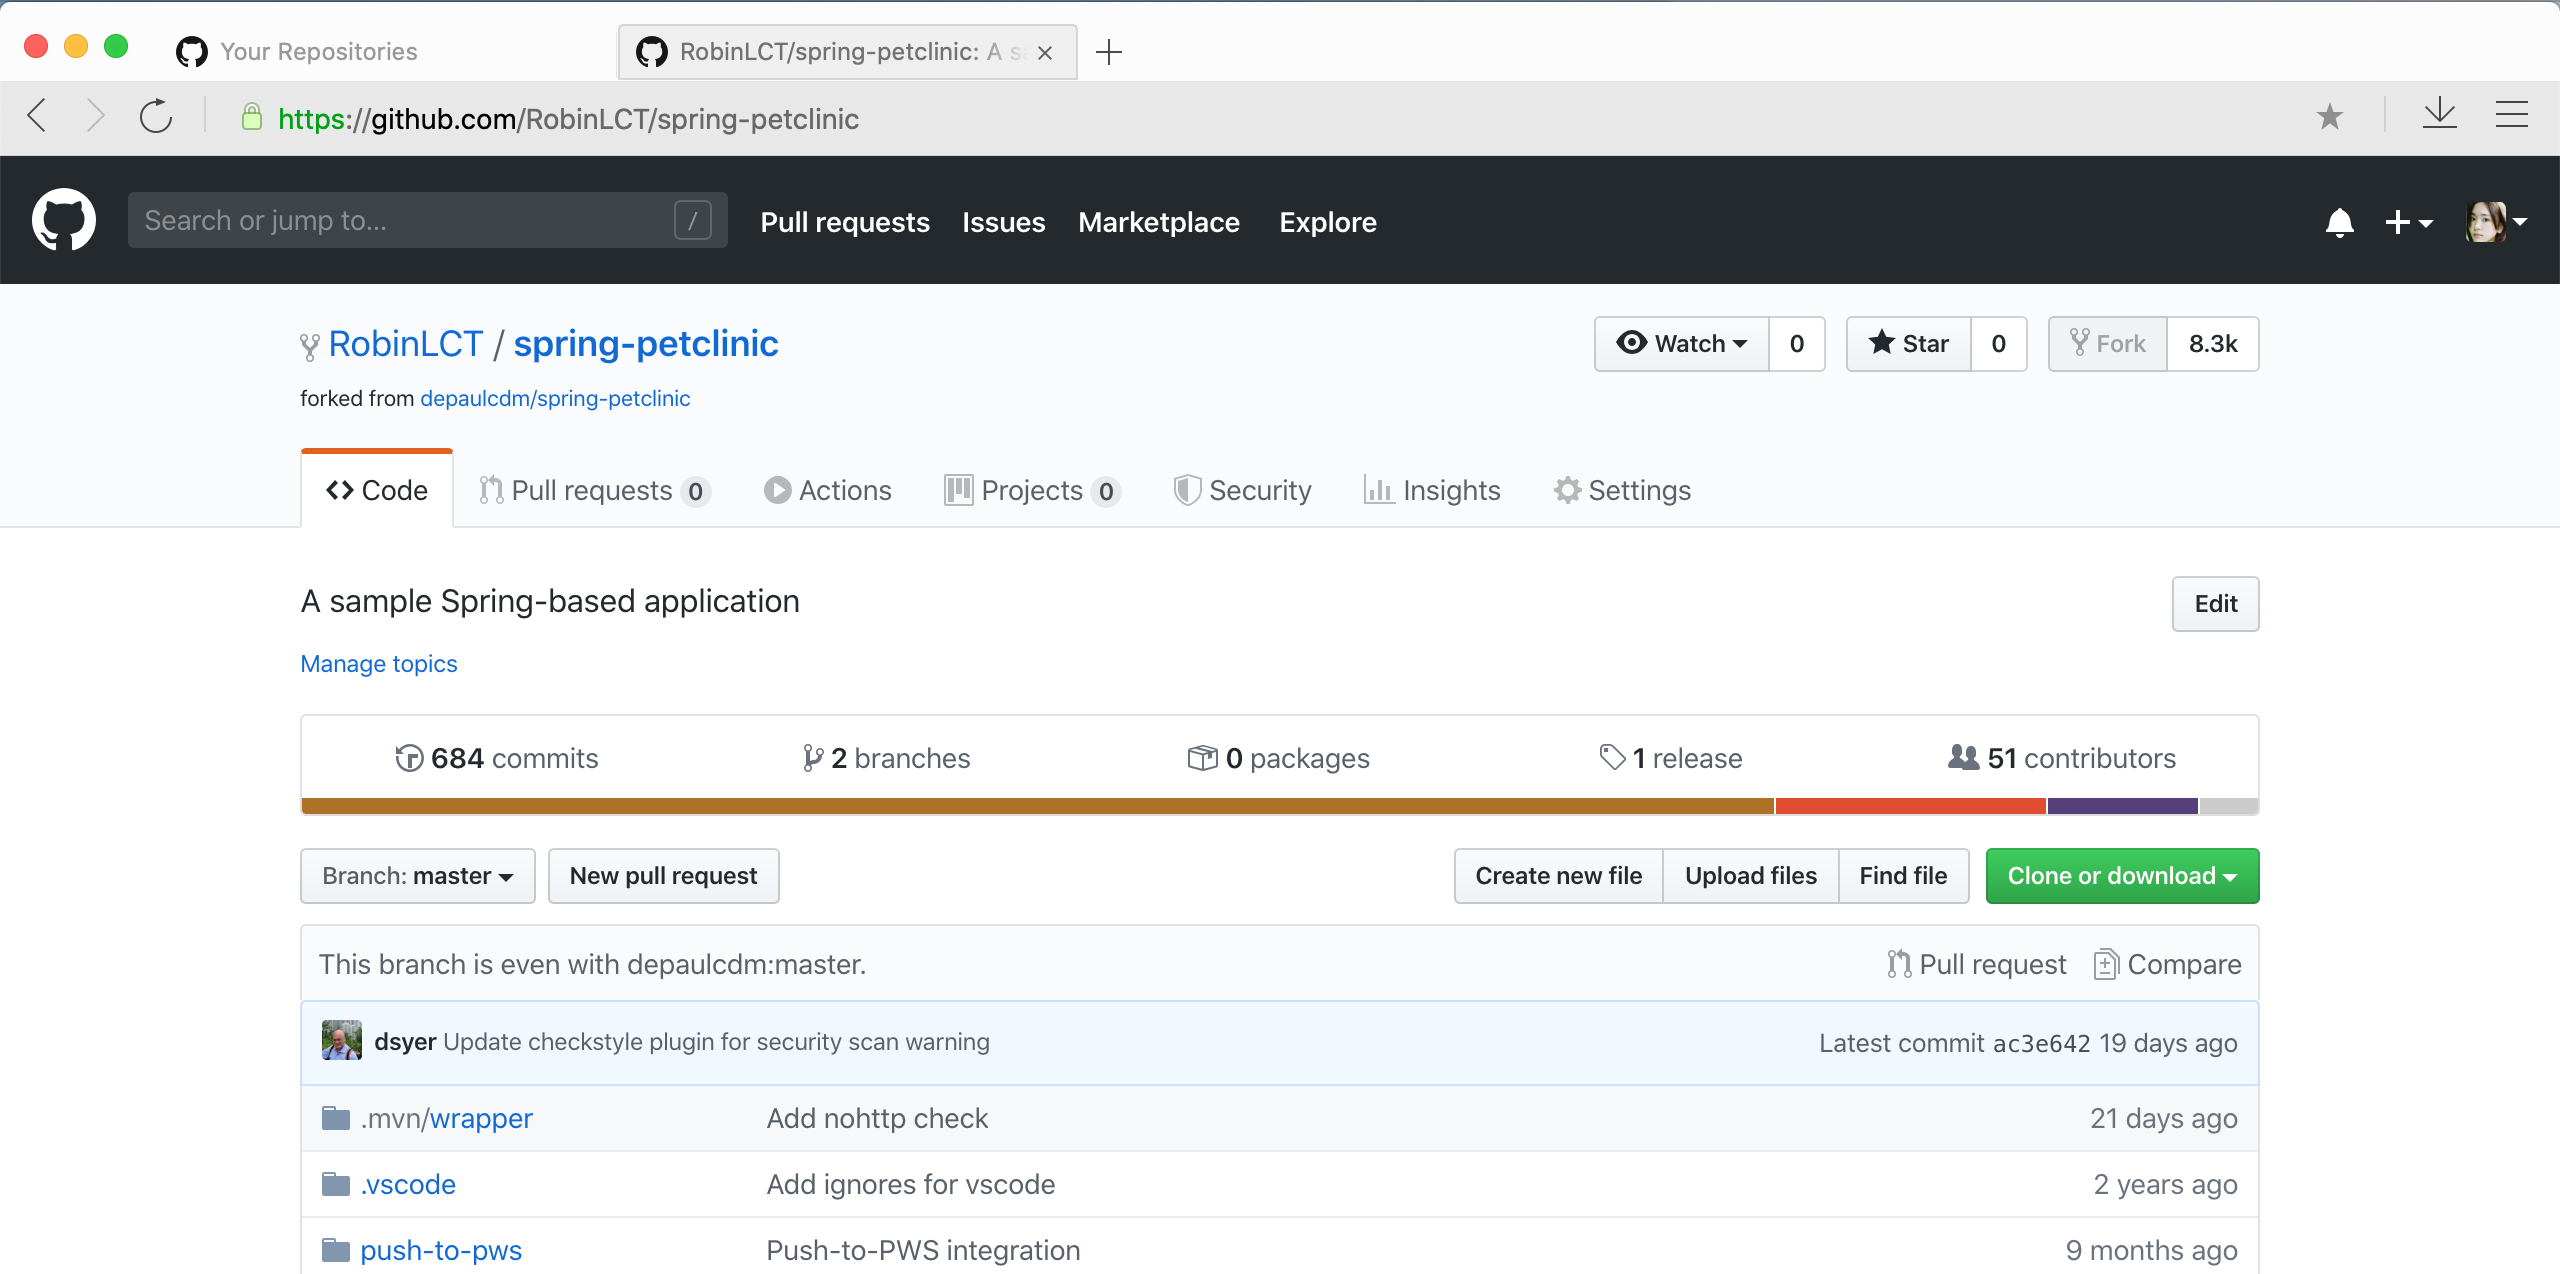 Your Repositories
RobinLCT/spring-petclinic: A
https://github.com/RobinLCT/spring-petclinic
Search or jump to... /
Pull requests Issues Marketplace Explore
RobinLCT / spring-petclinic
Watch 0 Star 0 Fork 8.3k
forked from depaulcdm/spring-petclinic
Code Pull requests 0 Actions Projects 0 Security Insights Settings
A sample Spring-based application
Edit
Manage topics
684 commits 2 branches 0 packages 1 release 51 contributors
Branch: master New pull request Create new file Upload files Find file Clone or download
This branch is even with depaulcdm:master. Pull request Compare
dsyer Update checkstyle plugin for security scan warning Latest commit ac3e642 19 days ago
.mvn/wrapper Add nohttp check 21 days ago
.vscode Add ignores for vscode 2 years ago
push-to-pws Push-to-PWS integration 9 months ago